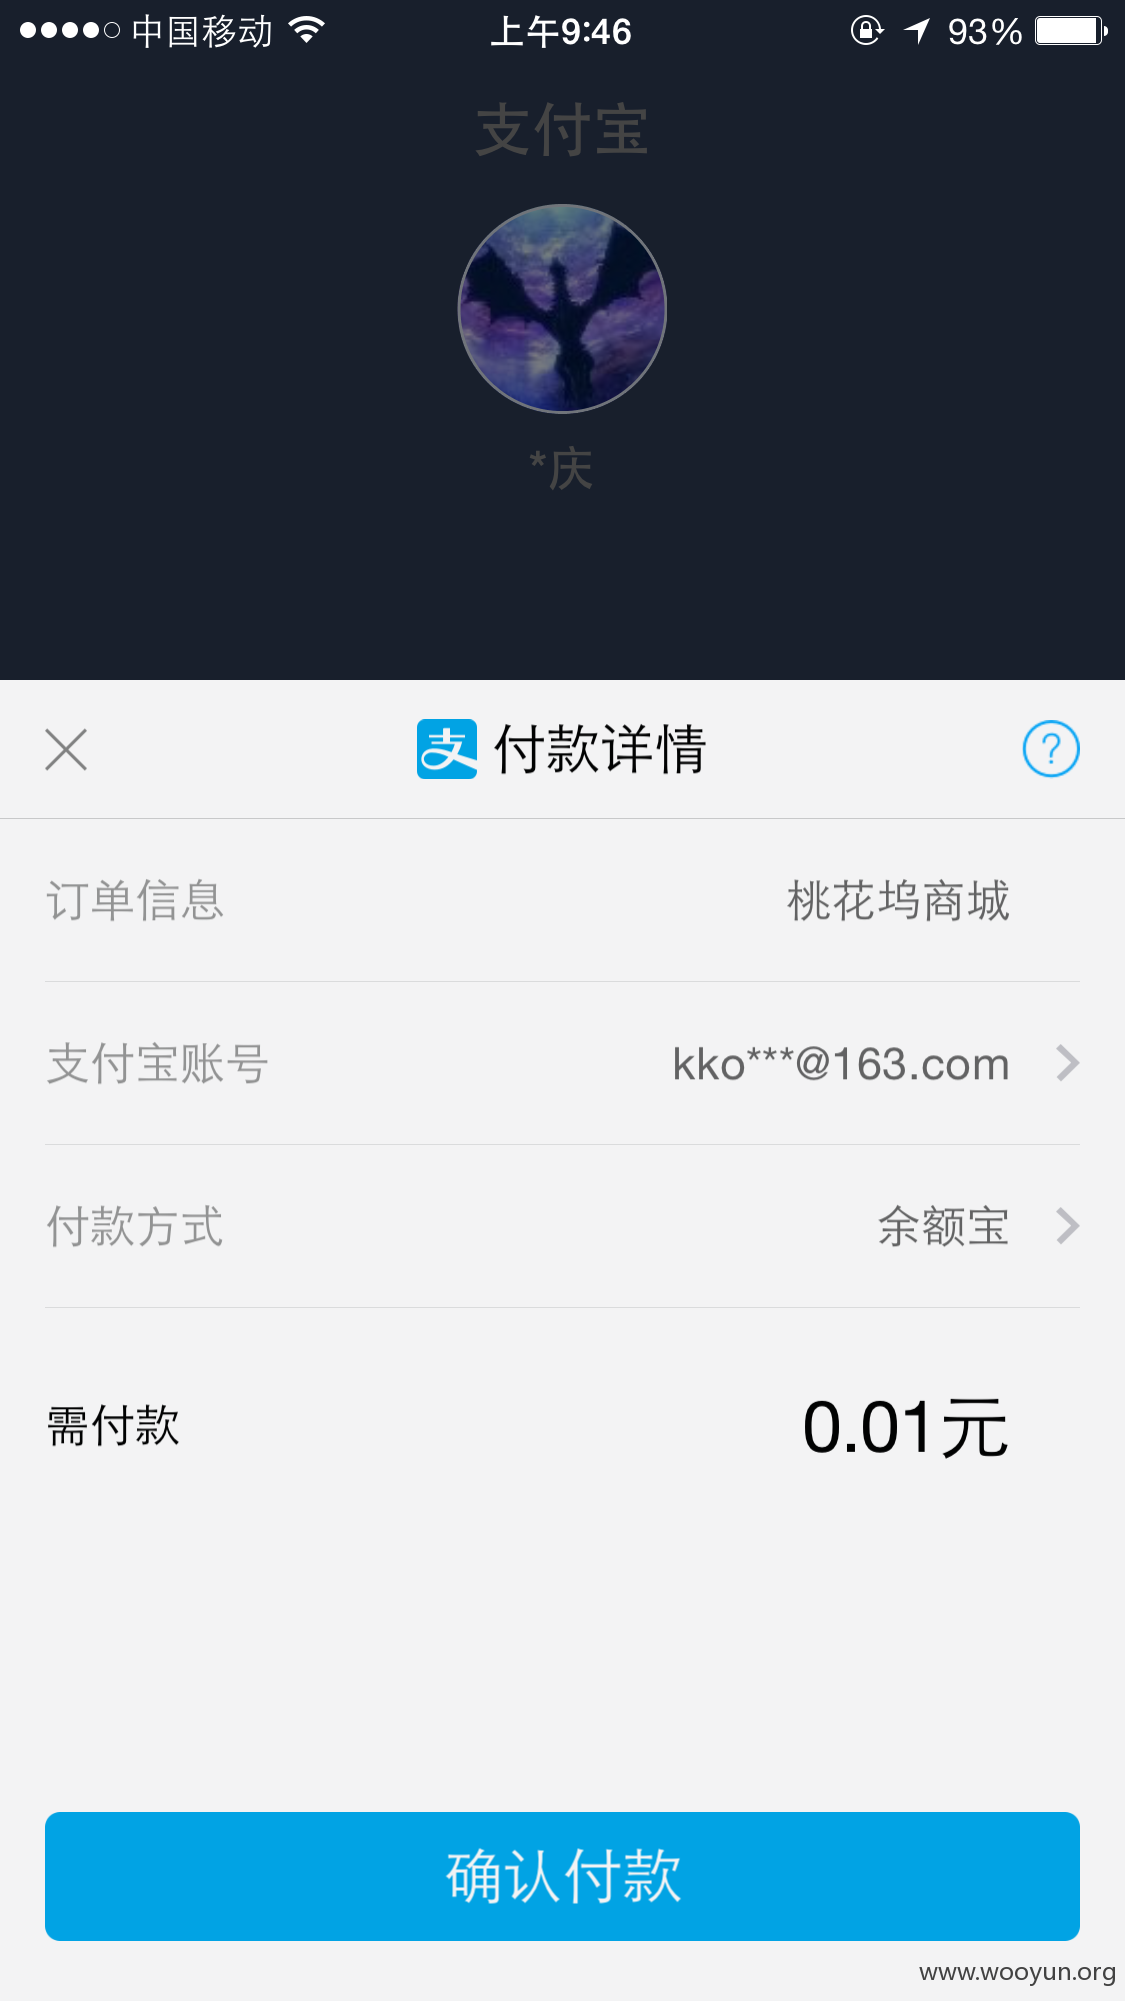 中国移动 上午9:46 93%
支付宝
*庆
支 付款详情 ?
订单信息 桃花坞商城
支付宝账号 kko***@163.com
付款方式 余额宝
需付款 0.01元
确认付款
www.wooyun.org